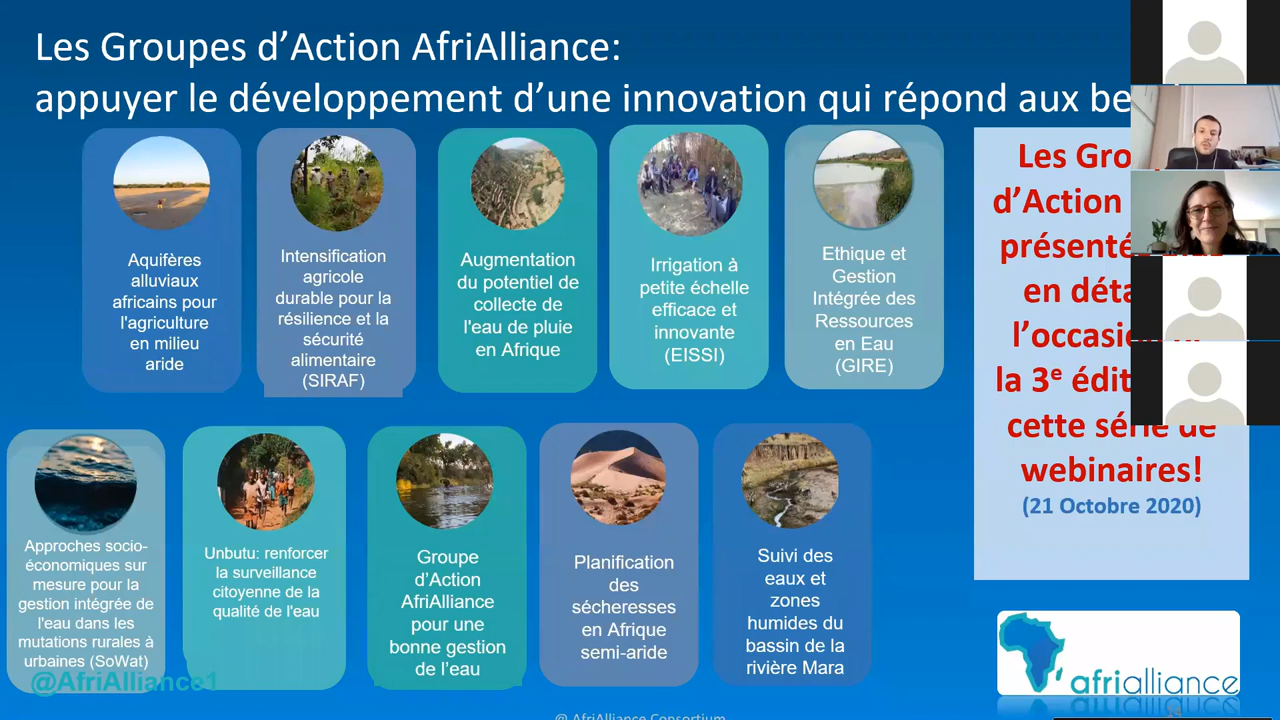 Les Groupes d'Action AfriAlliance:
appuyer le développement d'une innovation qui répond aux
Aquifères
alluviaux
africains pour
l'agriculture
en milieu
aride
Intensification
agricole
durable pour la
résilience et la
sécurité
alimentaire
(SIRAF)
Augmentation
du potentiel de
collecte de
l'eau de pluie
en Afrique
Irrigation à
petite échelle
efficace et
innovante
(EISSI)
Ethique et
Gestion
Intégrée des
Ressources
en Eau
(GIRE)
Approches socio-
économiques sur
mesure pour la
gestion intégrée de
l'eau dans les
mutations rurales à
urbaines (SoWat)
Unbutu: renforcer
la surveillance
citoyenne de la
qualité de l'eau
Groupe
d'Action
AfriAlliance
pour une
bonne gestion
de l'eau
Planification
des
sécheresses
en Afrique
semi-aride
Suivi des
eaux et
zones
humides du
bassin de la
rivière Mara
Les
d'Action
en
la 3e
cette série de
webinaires!
(21 Octobre 2020)
afrialliance
@AfriAlliance1
@ AfriAlliance Consortium